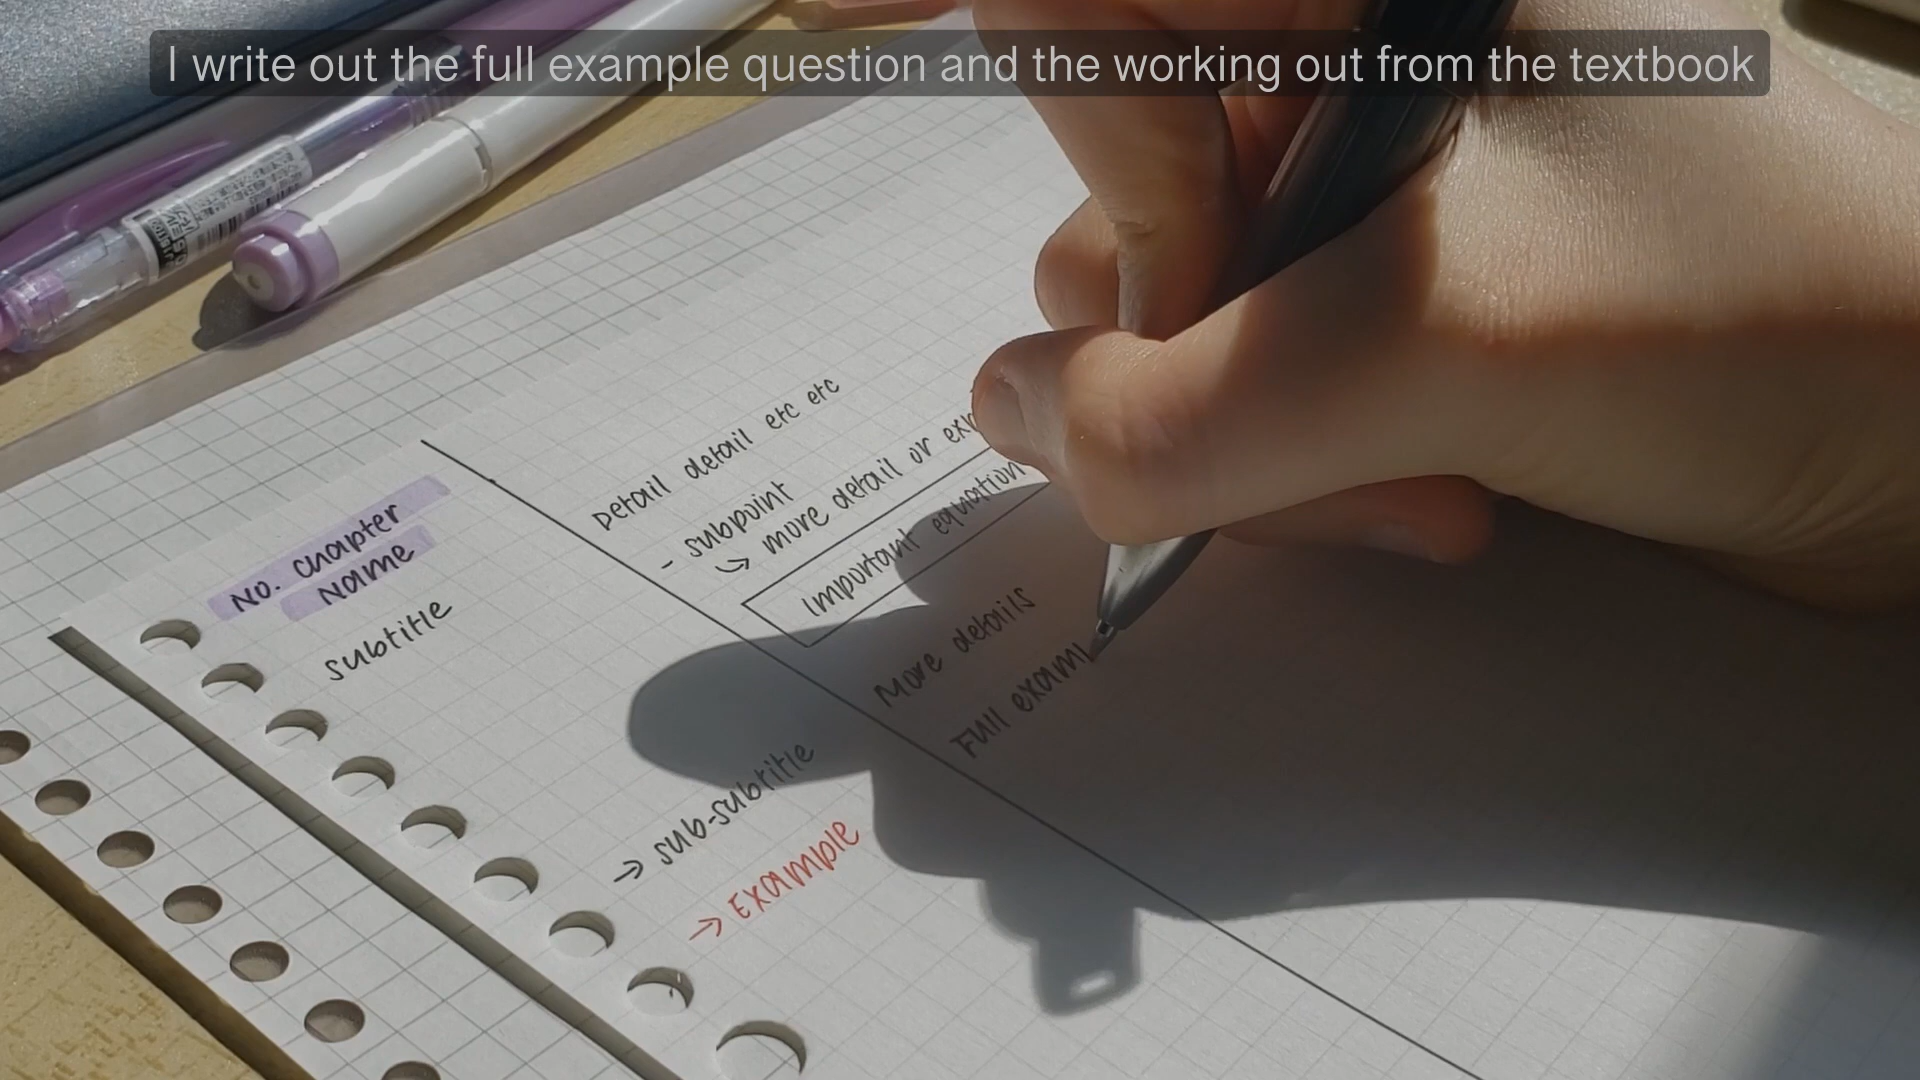 I write out the full example question and the working out from the textbook
No. chapter
Name
subtitle
→ sub-subtitle
→ Example
Detail detail etc etc
- subpoint
↳ more detail or
Important equation
More details
Full exam